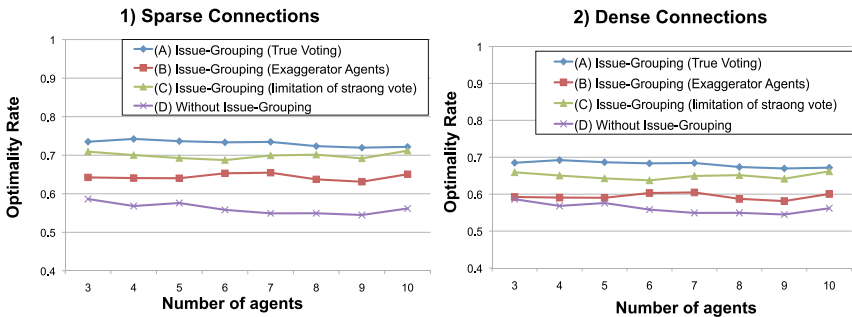 1) Sparse Connections
(A) Issue-Grouping (True Voting)
(B) Issue-Grouping (Exaggerator Agents)
(C) Issue-Grouping (limitation of straong vote)
(D) Without Issue-Grouping
Optimality Rate
1
0.9
0.8
0.7
0.6
0.5
0.4
3 4 5 6 7 8 9 10
Number of agents
2) Dense Connections
(A) Issue-Grouping (True Voting)
(B) Issue-Grouping (Exaggerator Agents)
(C) Issue-Grouping (limitation of straong vote)
(D) Without Issue-Grouping
Optimality Rate
1
0.9
0.8
0.7
0.6
0.5
0.4
3 4 5 6 7 8 9 10
Number of agents